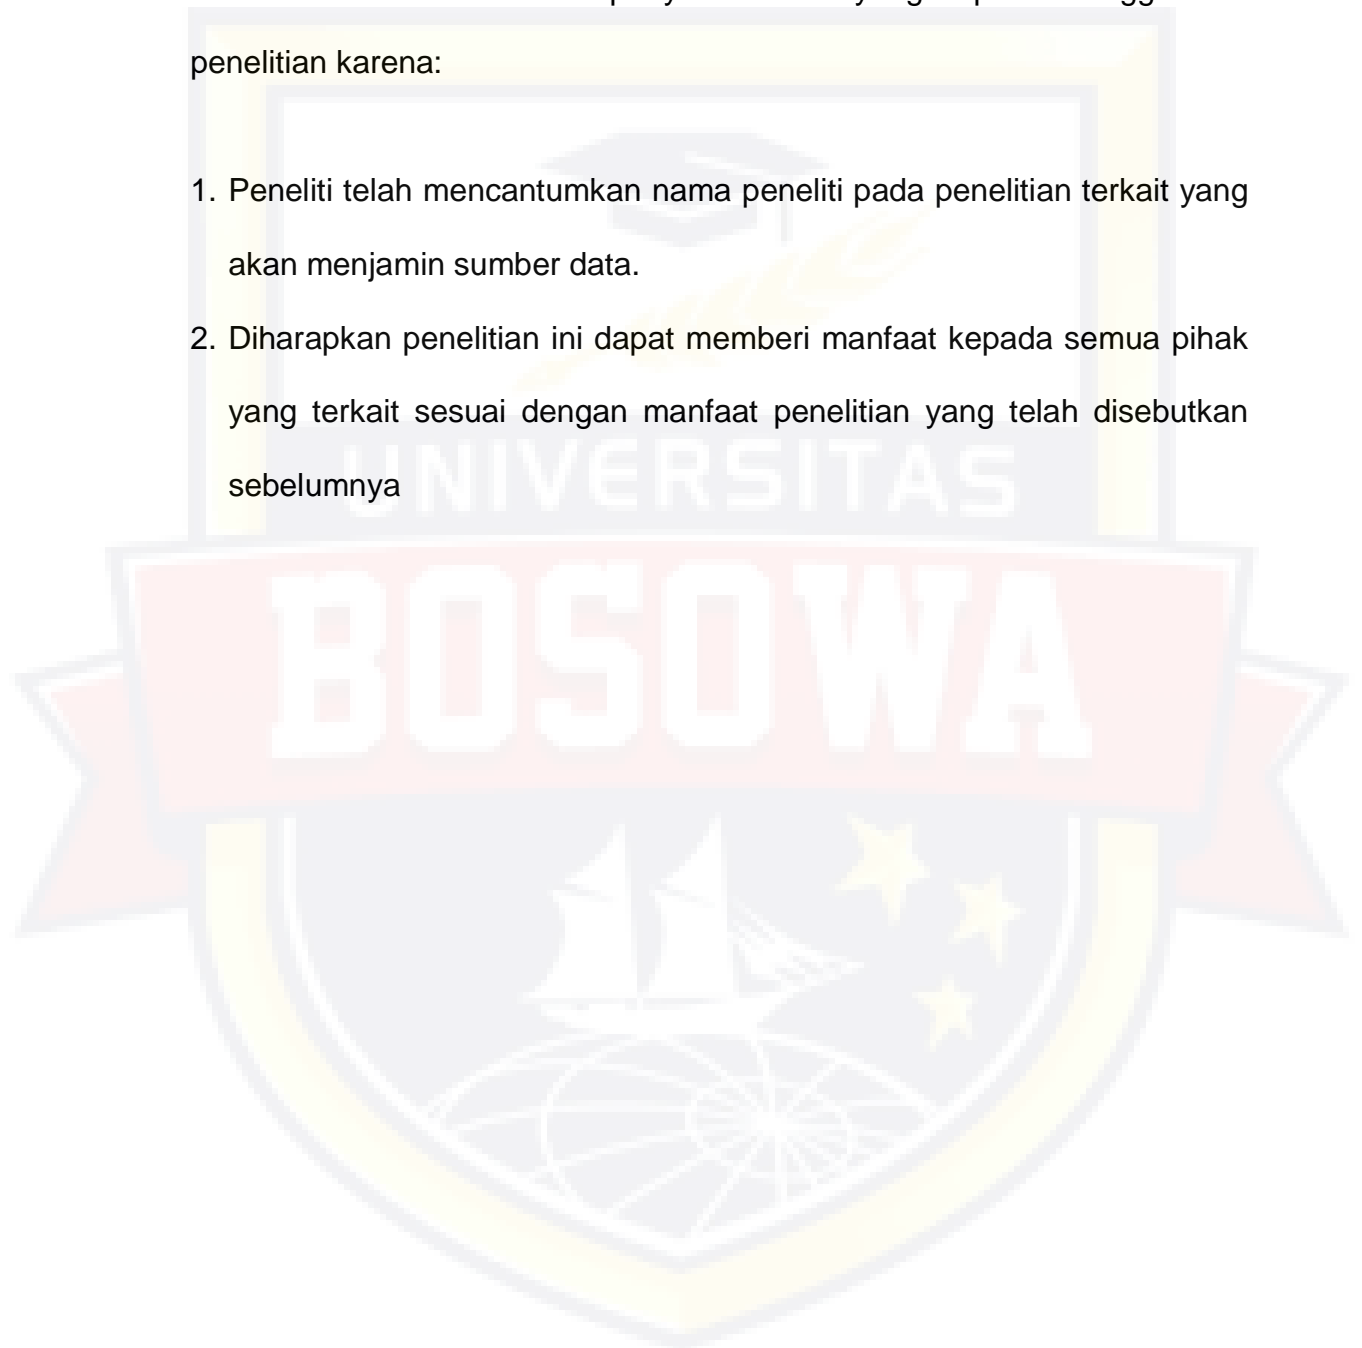 penelitian karena:
1. Peneliti telah mencantumkan nama peneliti pada penelitian terkait yang
akan menjamin sumber data.
2. Diharapkan penelitian ini dapat memberi manfaat kepada semua pihak
yang terkait sesuai dengan manfaat penelitian yang telah disebutkan
sebelumnya
UNIVERSITAS
BOSOWA